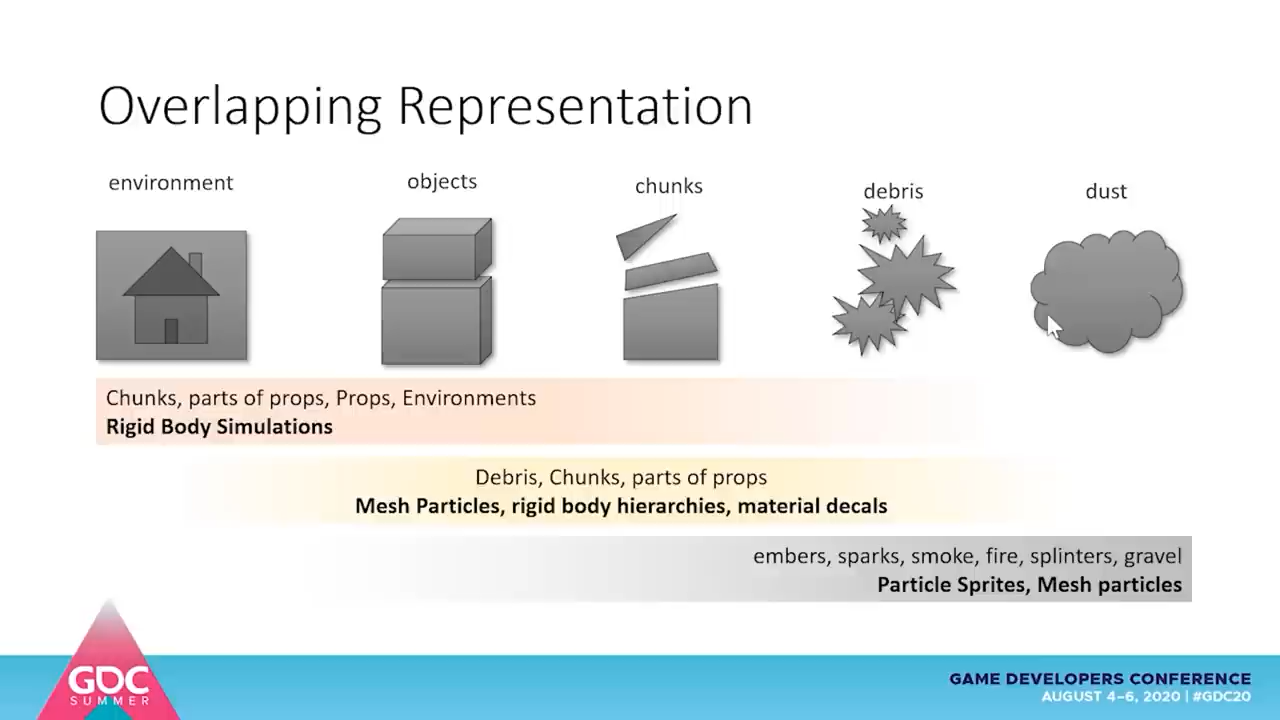 Overlapping Representation
environment
objects
chunks
debris
dust
Chunks, parts of props, Props, Environments
Rigid Body Simulations
Debris, Chunks, parts of props
Mesh Particles, rigid body hierarchies, material decals
embers, sparks, smoke, fire, splinters, gravel
Particle Sprites, Mesh particles
GDC
SUMMER
GAME DEVELOPERS CONFERENCE
AUGUST 4–6, 2020 | #GDC20